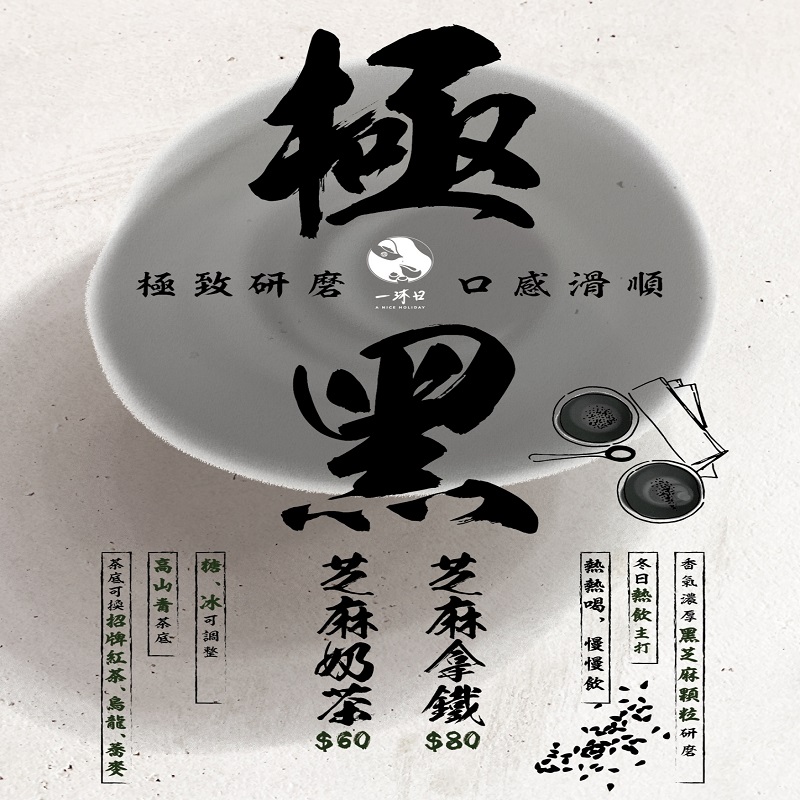 極
極致研磨
一沐日
A NICE HOLIDAY
口感滑順
黑
香氣濃厚黑芝麻顆粒研磨
冬日熱飲主打
熱熱喝、慢慢飲
芝麻拿鐵
$80
芝麻奶茶
$60
糖、冰可調整
高山青茶底
茶底可換招牌紅茶、烏龍、蕎麥